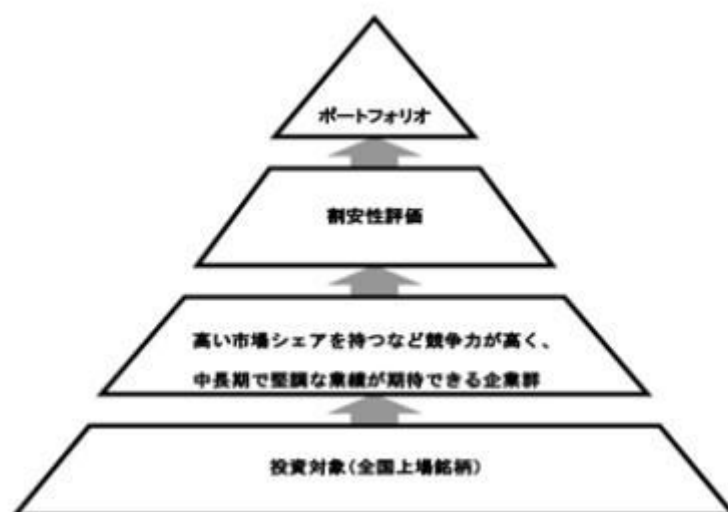 ポートフォリオ
割安性評価
高い市場シェアを持つなど競争力が高く、
中長期で堅調な業績が期待できる企業群
投資対象(全国上場銘柄)